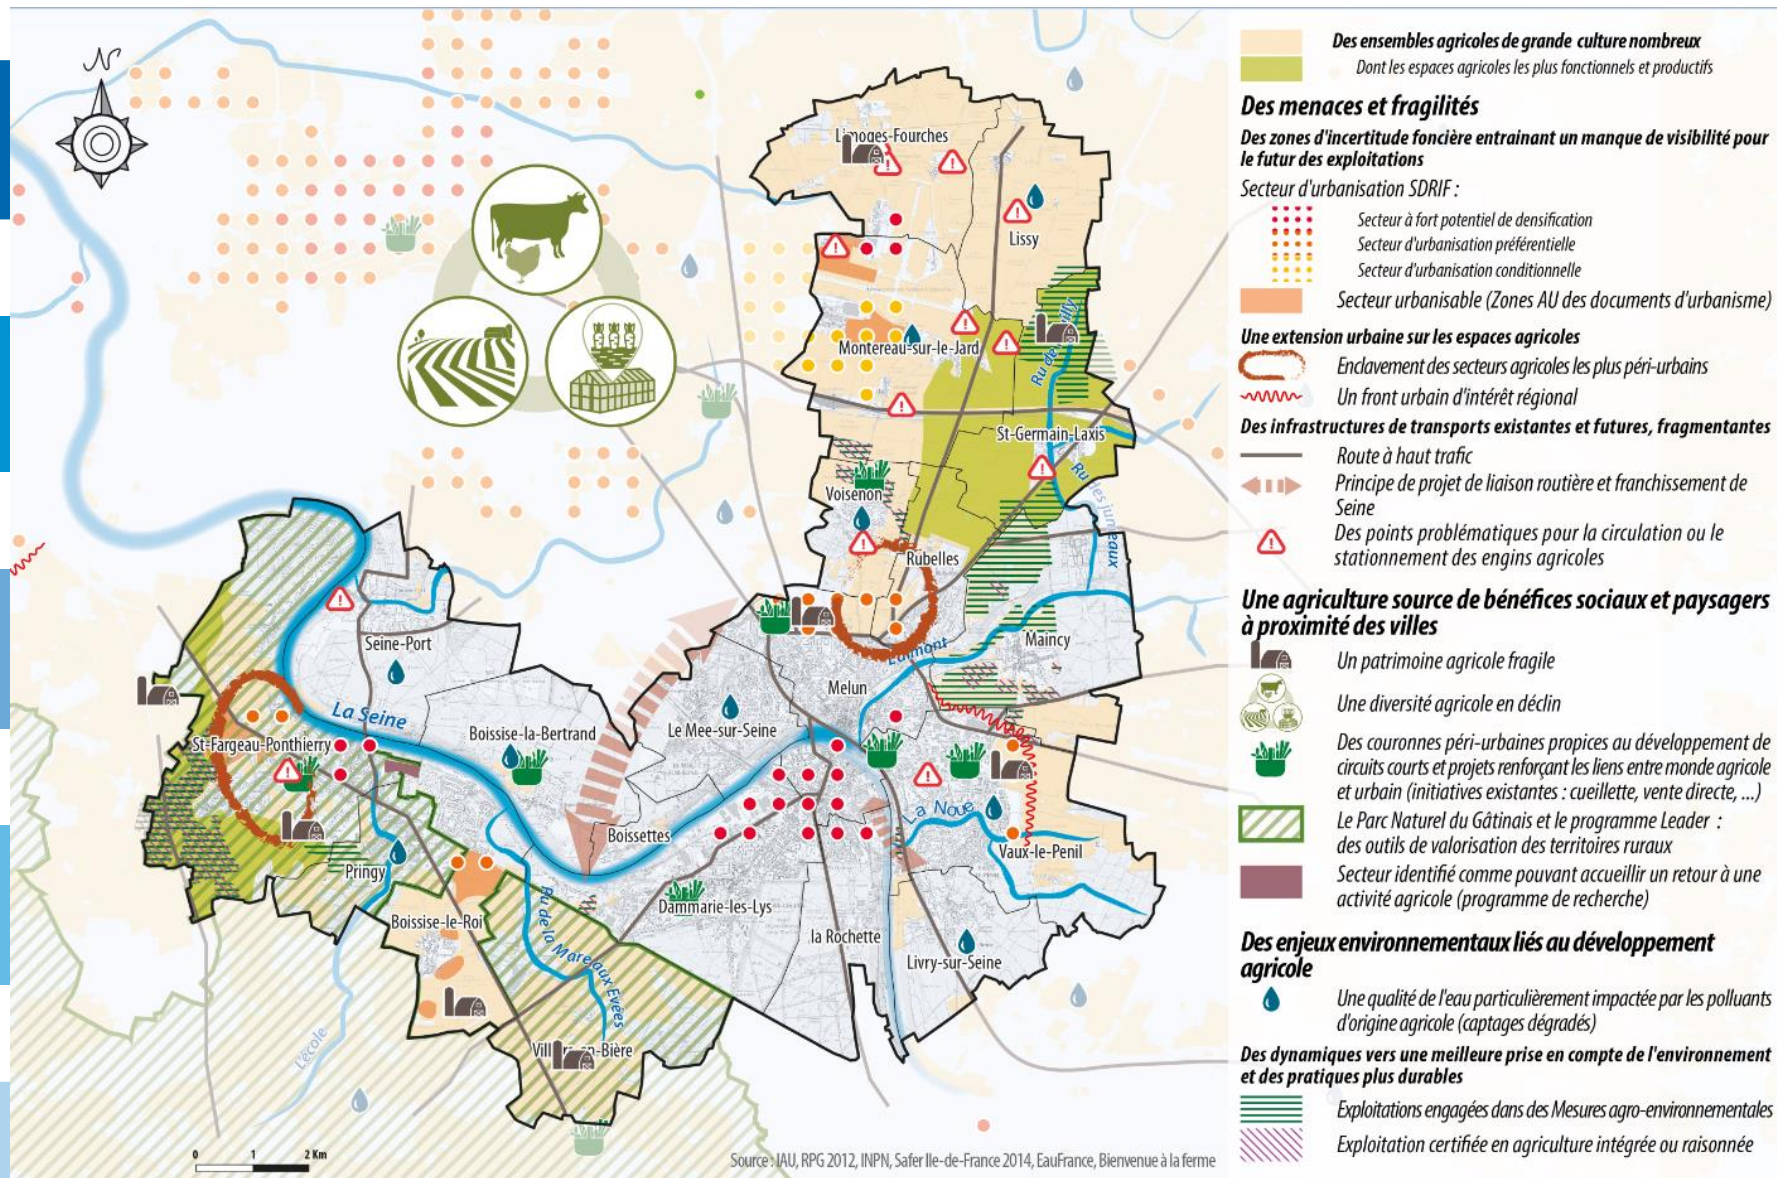 N
Limoges-Fourches
Lissy
Montereau-sur-le-Jard
St-Germain-Laxis
Ru des jumeaux
Voisenon
Rubelles
Maincy
Seine-Port
Melun
La Seine
Boissise-la-Bertrand
Le Mee-sur-Seine
St-Fargeau-Ponthierry
La Noue
Boissettes
Vaux-le-Penil
Pringy
Dammarie-les-Lys
Boissise-le-Roi
Ru de la Mare aux Evées
la Rochette
Livry-sur-Seine
L'école
0 1 2 Km
Source : IAU, RPG 2012, INPN, Safer Ile-de-France 2014, EauFrance, Bienvenue à la ferme
Des ensembles agricoles de grande culture nombreux
Dont les espaces agricoles les plus fonctionnels et productifs
Des menaces et fragilités
Des zones d'incertitude foncière entrainant un manque de visibilité pour
le futur des exploitations
Secteur d'urbanisation SDRIF :
Secteur à fort potentiel de densification
Secteur d'urbanisation préférentielle
Secteur d'urbanisation conditionnelle
Secteur urbanisable (Zones AU des documents d'urbanisme)
Une extension urbaine sur les espaces agricoles
Enclavement des secteurs agricoles les plus péri-urbains
Un front urbain d'intérêt régional
Des infrastructures de transports existantes et futures, fragmentantes
Route à haut trafic
Principe de projet de liaison routière et franchissement de
Seine
Des points problématiques pour la circulation ou le
stationnement des engins agricoles
Une agriculture source de bénéfices sociaux et paysagers
à proximité des villes
Un patrimoine agricole fragile
Une diversité agricole en déclin
Des couronnes péri-urbaines propices au développement de
circuits courts et projets renforçant les liens entre monde agricole
et urbain (initiatives existantes : cueillette, vente directe, ...)
Le Parc Naturel du Gâtinais et le programme Leader :
des outils de valorisation des territoires ruraux
Secteur identifié comme pouvant accueillir un retour à une
activité agricole (programme de recherche)
Des enjeux environnementaux liés au développement
agricole
Une qualité de l'eau particulièrement impactée par les polluants
d'origine agricole (captages dégradés)
Des dynamiques vers une meilleure prise en compte de l'environnement
et des pratiques plus durables
Exploitations engagées dans des Mesures agro-environnementales
Exploitation certifiée en agriculture intégrée ou raisonnée